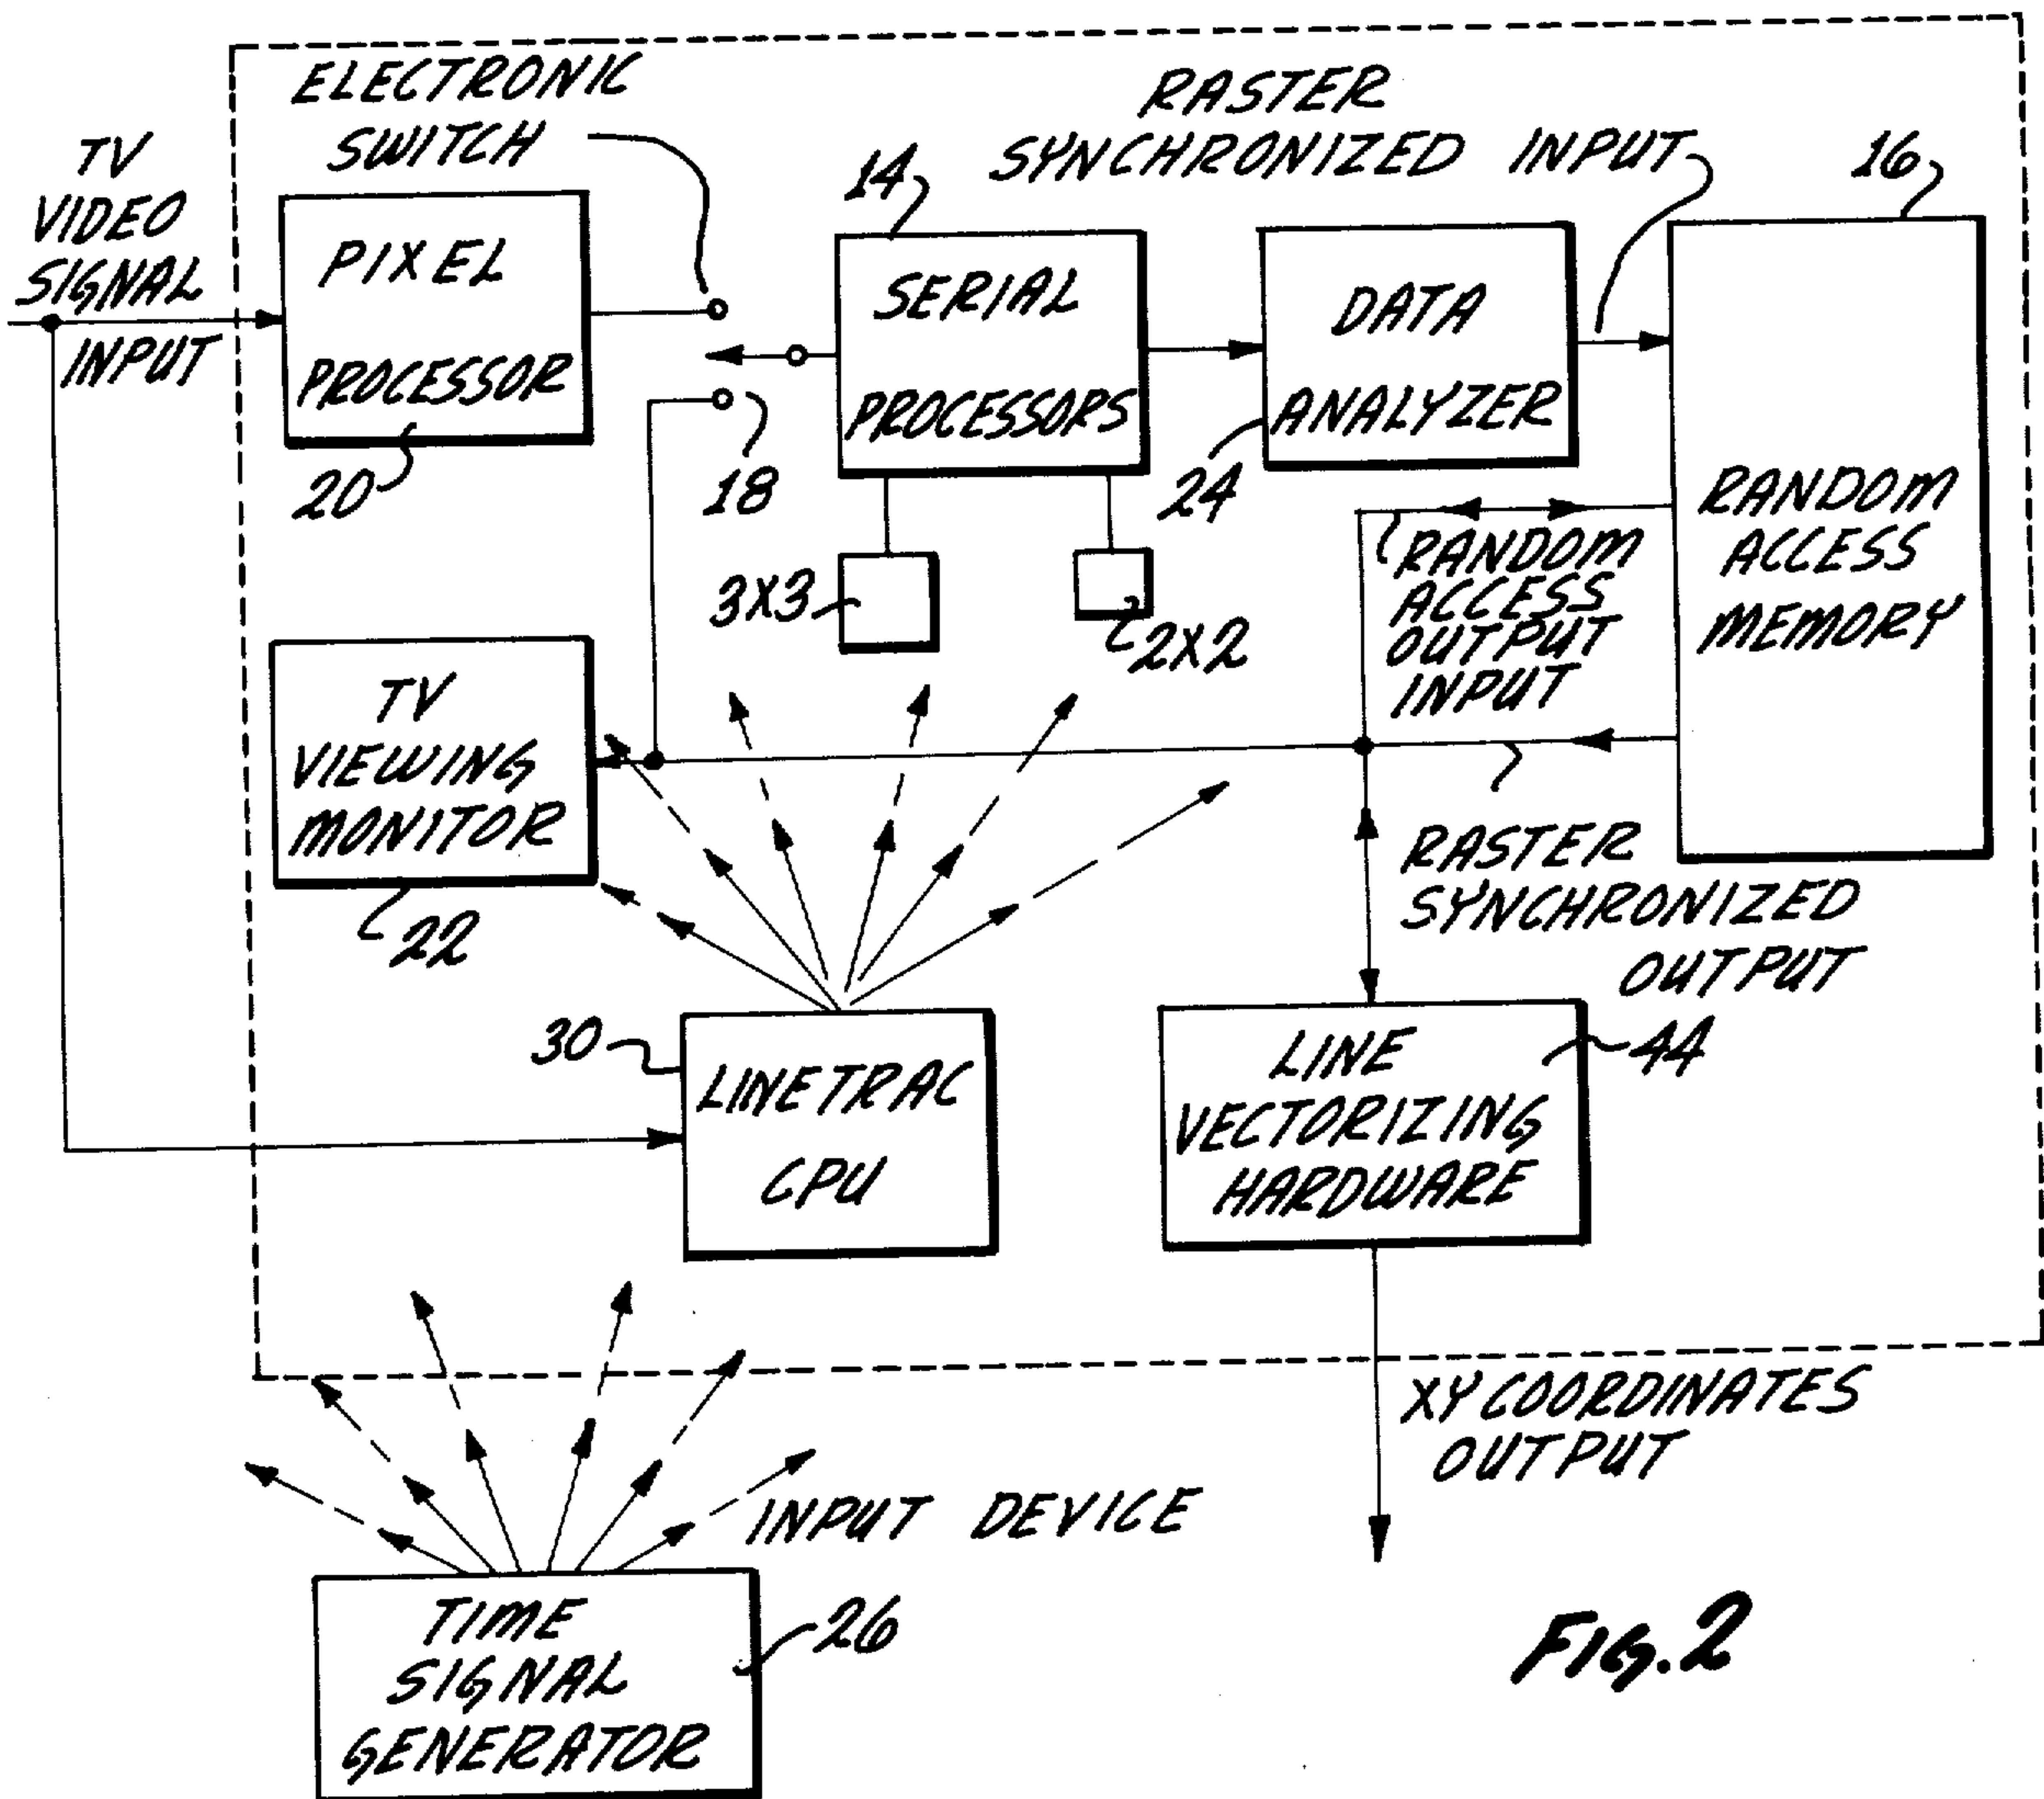 ELECTRONIC
SWITCH
RASTER
SYNCHRONIZED INPUT
TV
VIDEO
SIGNAL
INPUT
14
16
PIXEL
PROCESSOR
20
18
SERIAL
PROCESSORS
DATA
ANALYZER
24
RANDOM
ACCESS
MEMORY
3X3
2X2
RANDOM
ACCESS
OUTPUT
INPUT
TV
VIEWING
MONITOR
22
RASTER
SYNCHRONIZED
OUTPUT
30
LINETRAC
CPU
LINE
VECTORIZING
HARDWARE
44
XY COORDINATES
OUTPUT
INPUT DEVICE
TIME
SIGNAL
GENERATOR
26
FIG.2